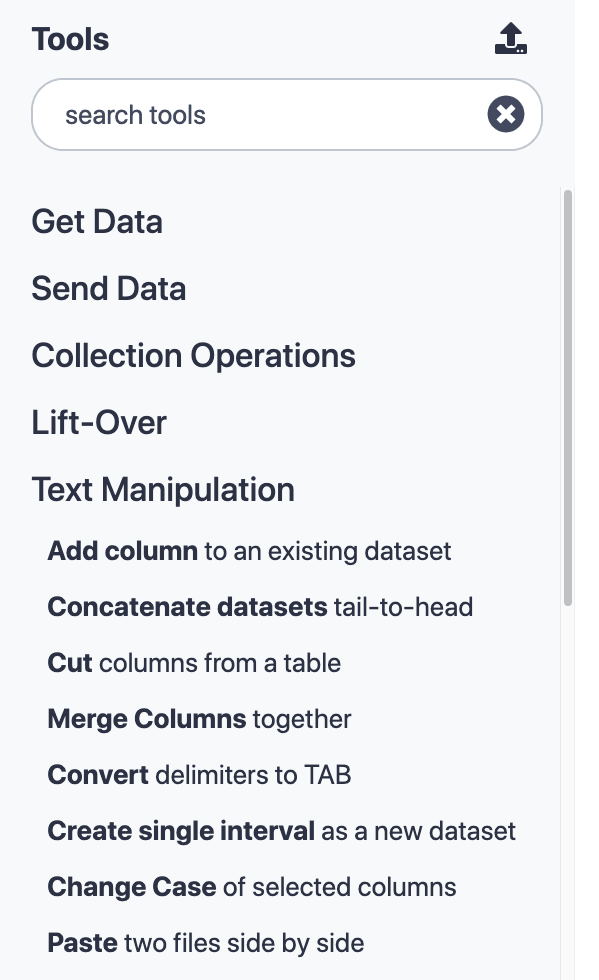 Tools
search tools
Get Data
Send Data
Collection Operations
Lift-Over
Text Manipulation
Add column to an existing dataset
Concatenate datasets tail-to-head
Cut columns from a table
Merge Columns together
Convert delimiters to TAB
Create single interval as a new dataset
Change Case of selected columns
Paste two files side by side